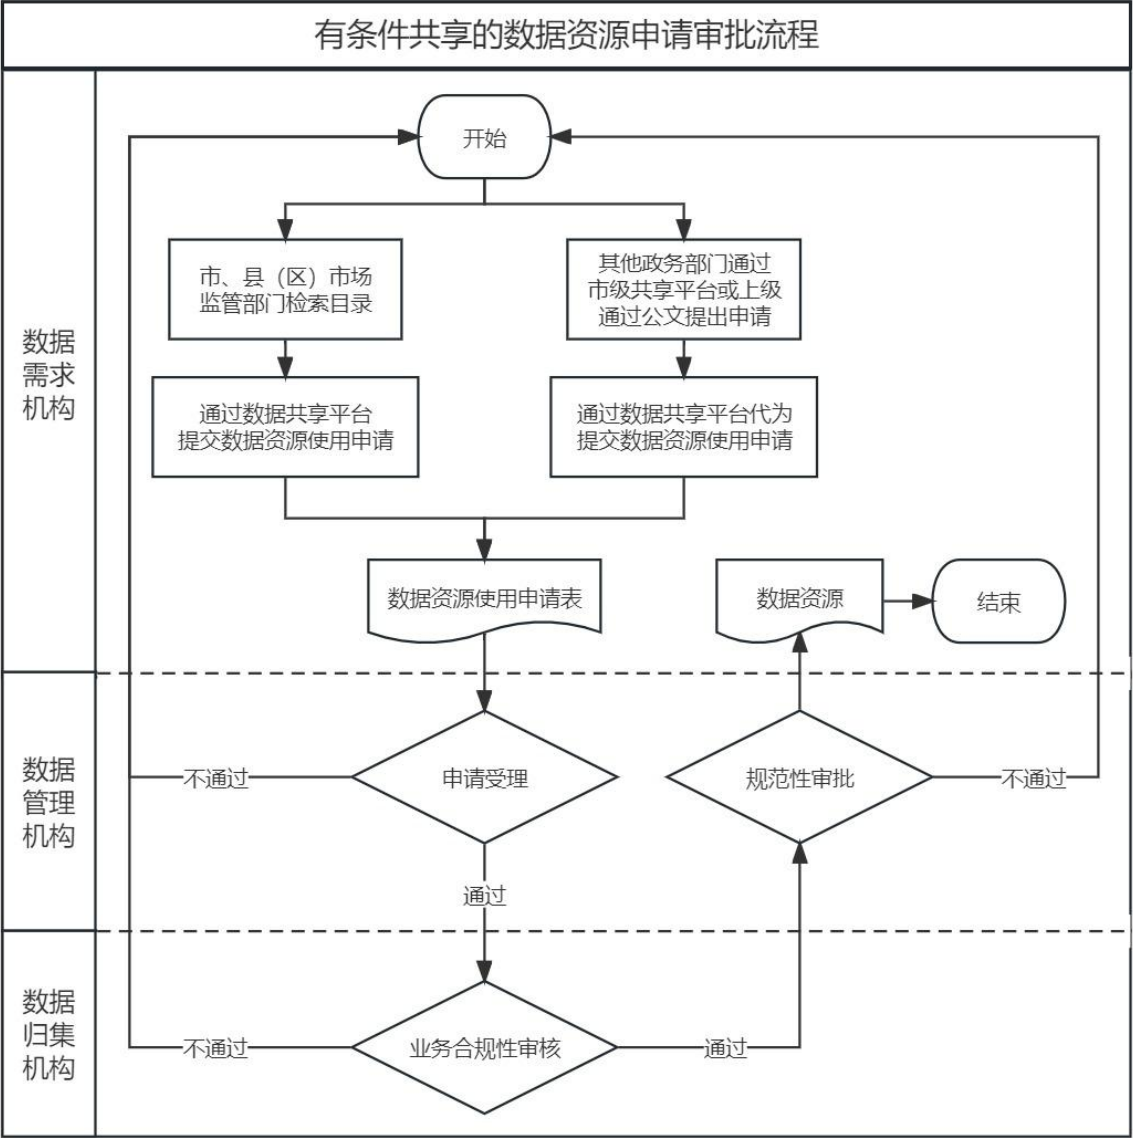 有条件共享的数据资源申请审批流程
数据
需求
机构
开始
市、县（区）市场
监管部门检索目录
其他政务部门通过
市级共享平台或上级
通过公文提出申请
通过数据共享平台
提交数据资源使用申请
通过数据共享平台代为
提交数据资源使用申请
数据资源使用申请表
数据资源
结束
数据
管理
机构
不通过
申请受理
规范性审批
不通过
通过
数据
归集
机构
不通过
业务合规性审核
通过